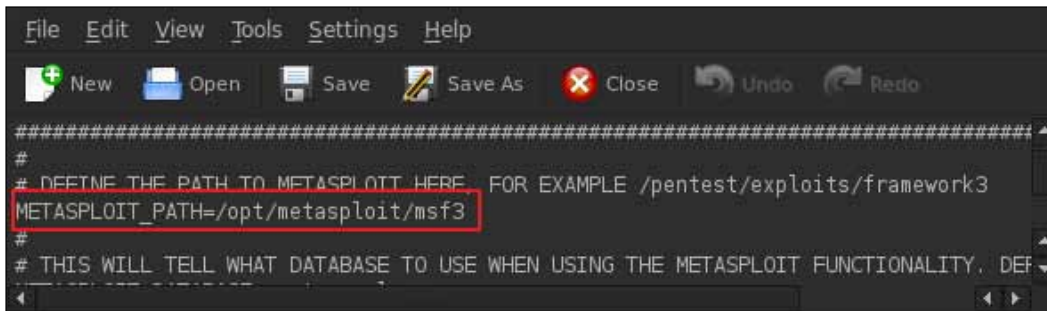 File Edit View Tools Settings Help
New Open Save Save As Close Undo Redo
################################################################################
#
# DEFINE THE PATH TO METASPLOIT HERE, FOR EXAMPLE /pentest/exploits/framework3
METASPLOIT_PATH=/opt/metasploit/msf3
#
# THIS WILL TELL WHAT DATABASE TO USE WHEN USING THE METASPLOIT FUNCTIONALITY. DEF